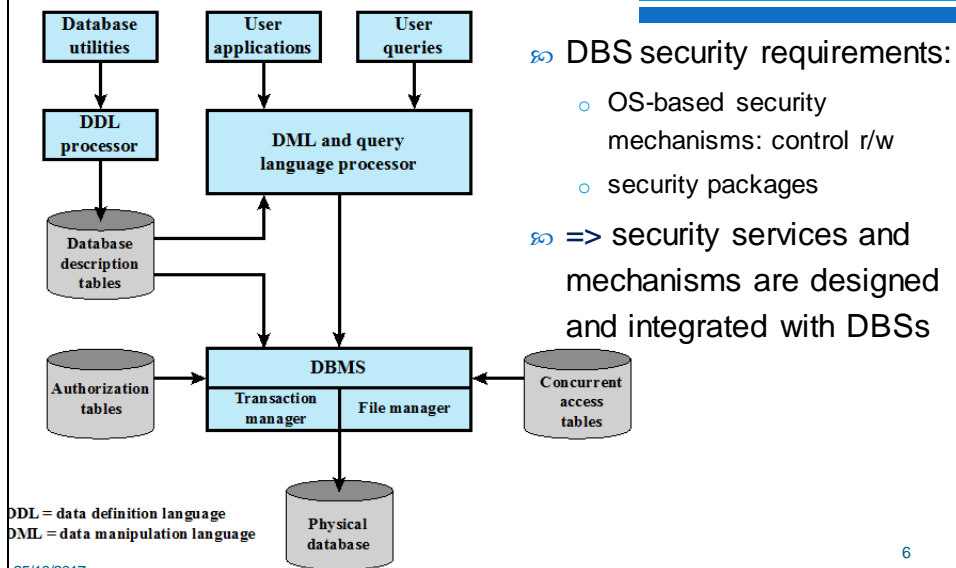 Database
utilities
User
applications
User
queries
DDL
processor
DML and query
language processor
Database
description
tables
DBMS
Transaction
manager
File manager
Authorization
tables
Concurrent
access
tables
Physical
database
DDL = data definition language
DML = data manipulation language
DBS security requirements:
OS-based security
mechanisms: control r/w
security packages
=> security services and
mechanisms are designed
and integrated with DBSs
6